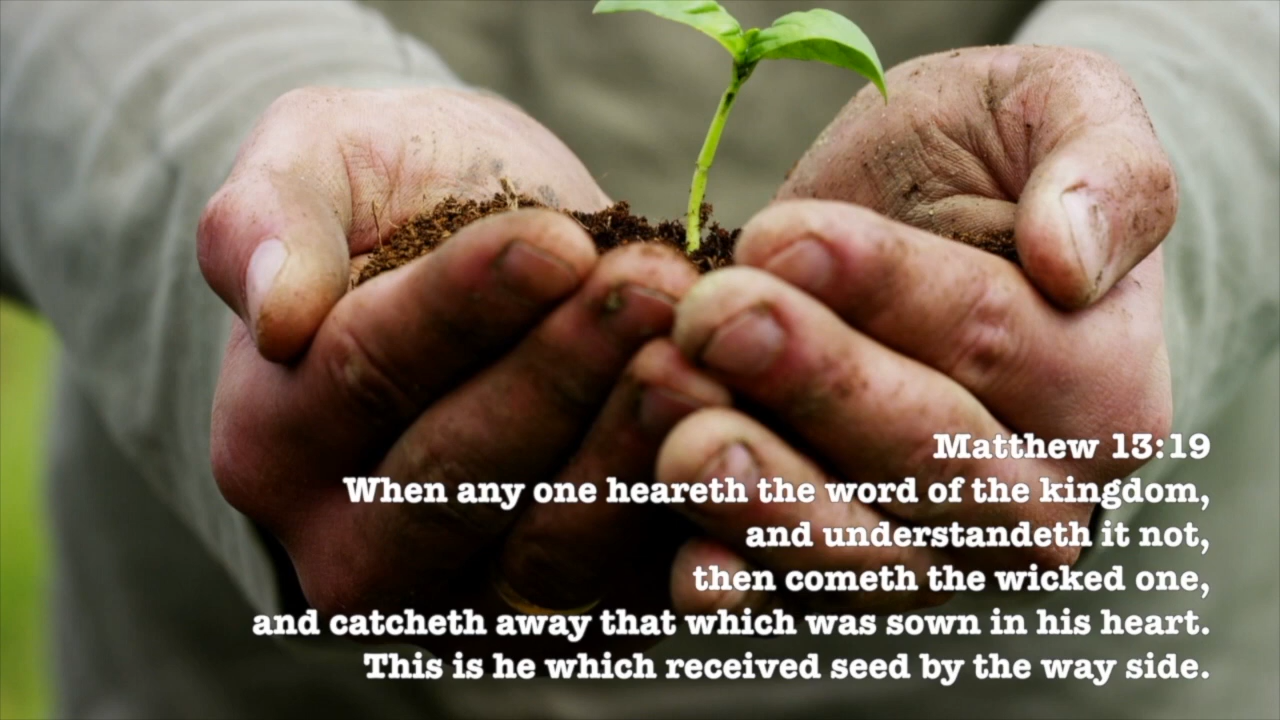 Matthew 13:19
When any one heareth the word of the kingdom,
and understandeth it not,
then cometh the wicked one,
and catcheth away that which was sown in his heart.
This is he which received seed by the way side.